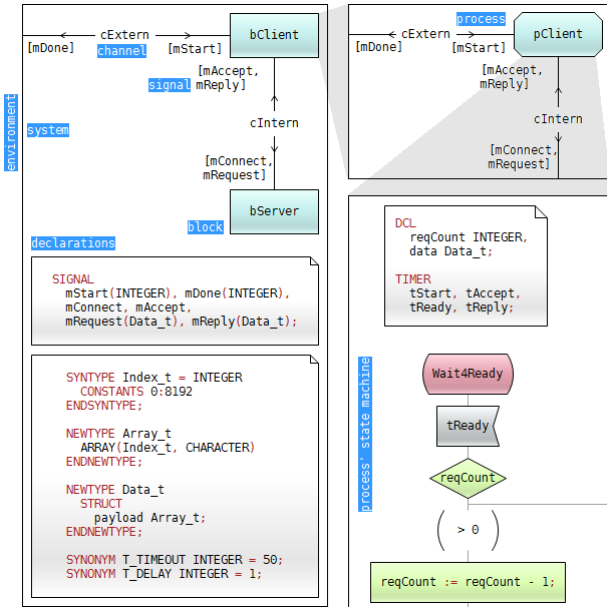 cExtern
bClient
[mDone]
channel
[mStart]
[mAccept,
signal
mReply]
cIntern
[mConnect,
mRequest]
bServer
block
environment
system
declarations
SIGNAL
mStart(INTEGER), mDone(INTEGER),
mConnect, mAccept,
mRequest(Data_t), mReply(Data_t);
SYNTYPE Index_t = INTEGER
CONSTANTS 0:8192
ENDSYNTYPE;
NEWTYPE Array_t
ARRAY(Index_t, CHARACTER)
ENDNEWTYPE;
NEWTYPE Data_t
STRUCT
payload Array_t;
ENDNEWTYPE;
SYNONYM T_TIMEOUT INTEGER = 50;
SYNONYM T_DELAY INTEGER = 1;
process
cExtern
pClient
[mDone]
[mStart]
[mAccept,
mReply]
cIntern
[mConnect,
mRequest]
DCL
reqCount INTEGER,
data Data_t;
TIMER
tStart, tAccept,
tReady, tReply;
process' state machine
Wait4Ready
tReady
reqCount
> 0
reqCount := reqCount - 1;